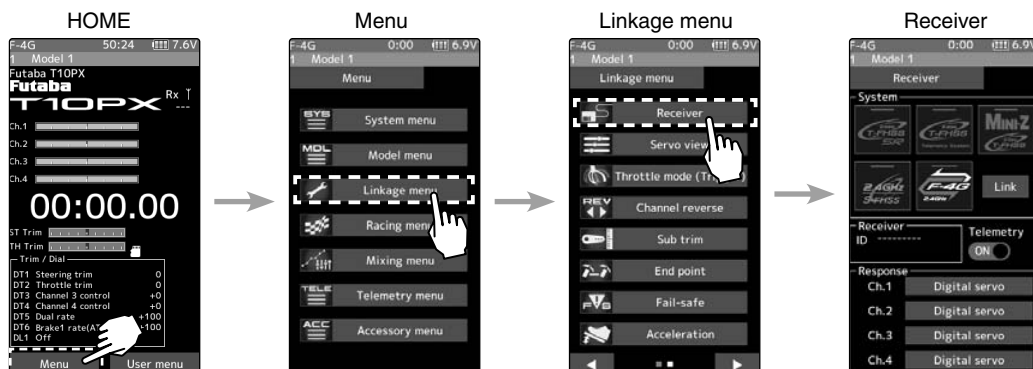 HOME
F-4G 50:24 7.6V
1 Model 1
Futaba T10PX
Futaba
T10PX Rx
---
Ch.1
Ch.2
Ch.3
Ch.4
00:00.00
ST Trim 5
TH Trim 5
Trim / Dial
DT1 Steering trim 0
DT2 Throttle trim 0
DT3 Channel 3 control +0
DT4 Channel 4 control +0
DT5 Dual rate +100
DT6 Brake1 rate(AT +100
DL1 Off
Menu User menu
Menu
F-4G 0:00 6.9V
1 Model 1
Menu
SYS System menu
MDL Model menu
Linkage menu
Racing menu
Mixing menu
TELE Telemetry menu
ACC Accessory menu
Linkage menu
F-4G 0:00 6.9V
1 Model 1
Linkage menu
Receiver
Servo view
Throttle mode (Tr
REV Channel reverse
Sub trim
End point
Fail-safe
Acceleration
Receiver
F-4G 0:00 6.9V
1 Model 1
Receiver
System
T-FHSS SR T-FHSS Telemetry System MINI-Z T-FHSS
2.4GHz S-FHSS F-4G 2.4GHz Link
Receiver
ID --------- Telemetry
ON
Response
Ch.1 Digital servo
Ch.2 Digital servo
Ch.3 Digital servo
Ch.4 Digital servo